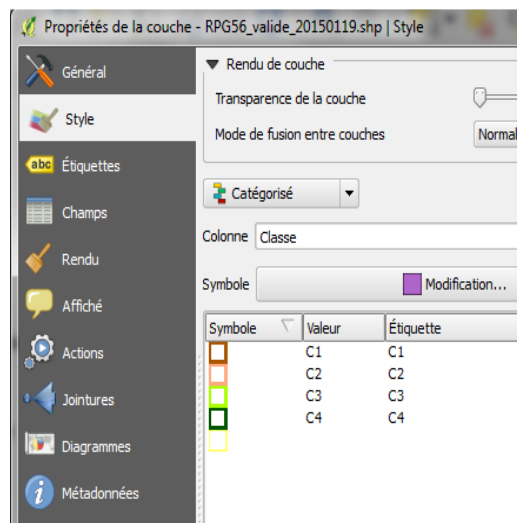 Propriétés de la couche - RPG56_valide_20150119.shp | Style
Général
Style
abc Étiquettes
Champs
Rendu
Affiché
Actions
Jointures
Diagrammes
i Métadonnées
Rendu de couche
Transparence de la couche
Mode de fusion entre couches Normal
Catégorisé
Colonne Classe
Symbole Modification...
Symbole Valeur Étiquette
C1 C1
C2 C2
C3 C3
C4 C4